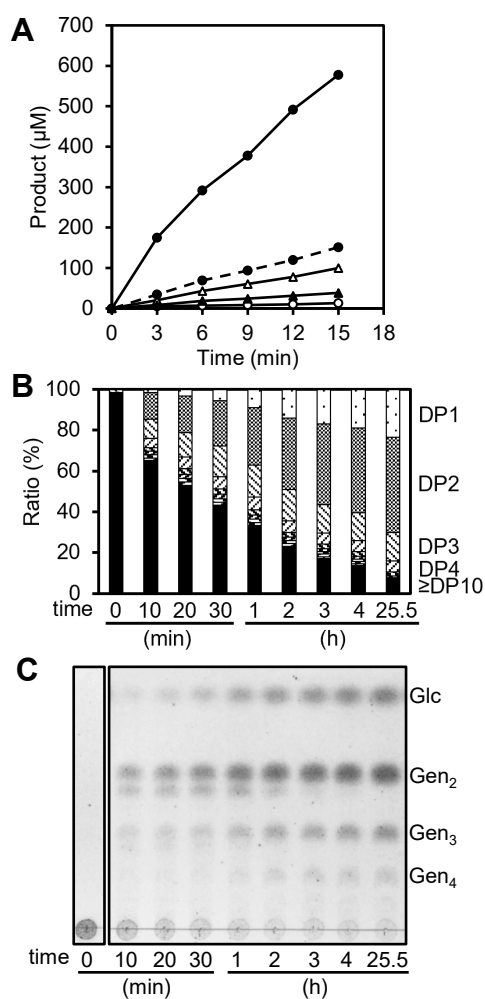 A
700
600
500
400
300
200
100
0
Product (µM)
0 3 6 9 12 15 18
Time (min)
B
100
80
60
40
20
0
Ratio (%)
DP1
DP2
DP3
DP4
≥DP10
time 0 10 20 30 1 2 3 4 25.5
(min) (h)
C
Glc
Gen2
Gen3
Gen4
time 0 10 20 30 1 2 3 4 25.5
(min) (h)